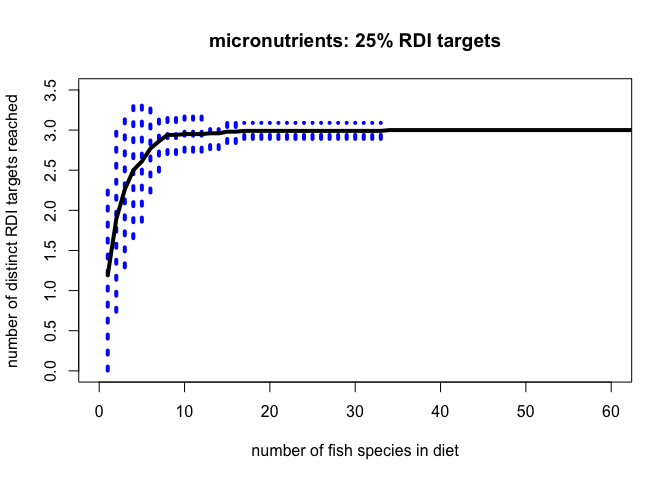 micronutrients: 25% RDI targets
number of distinct RDI targets reached
3.5
3.0
2.5
2.0
1.5
1.0
0.5
0.0
0 10 20 30 40 50 60
number of fish species in diet